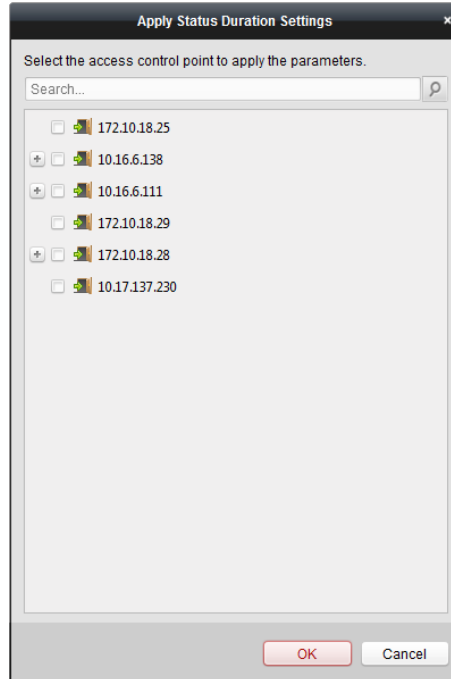 Apply Status Duration Settings
×
Select the access control point to apply the parameters.
Search...
172.10.18.25
10.16.6.138
10.16.6.111
172.10.18.29
172.10.18.28
10.17.137.230
OK
Cancel